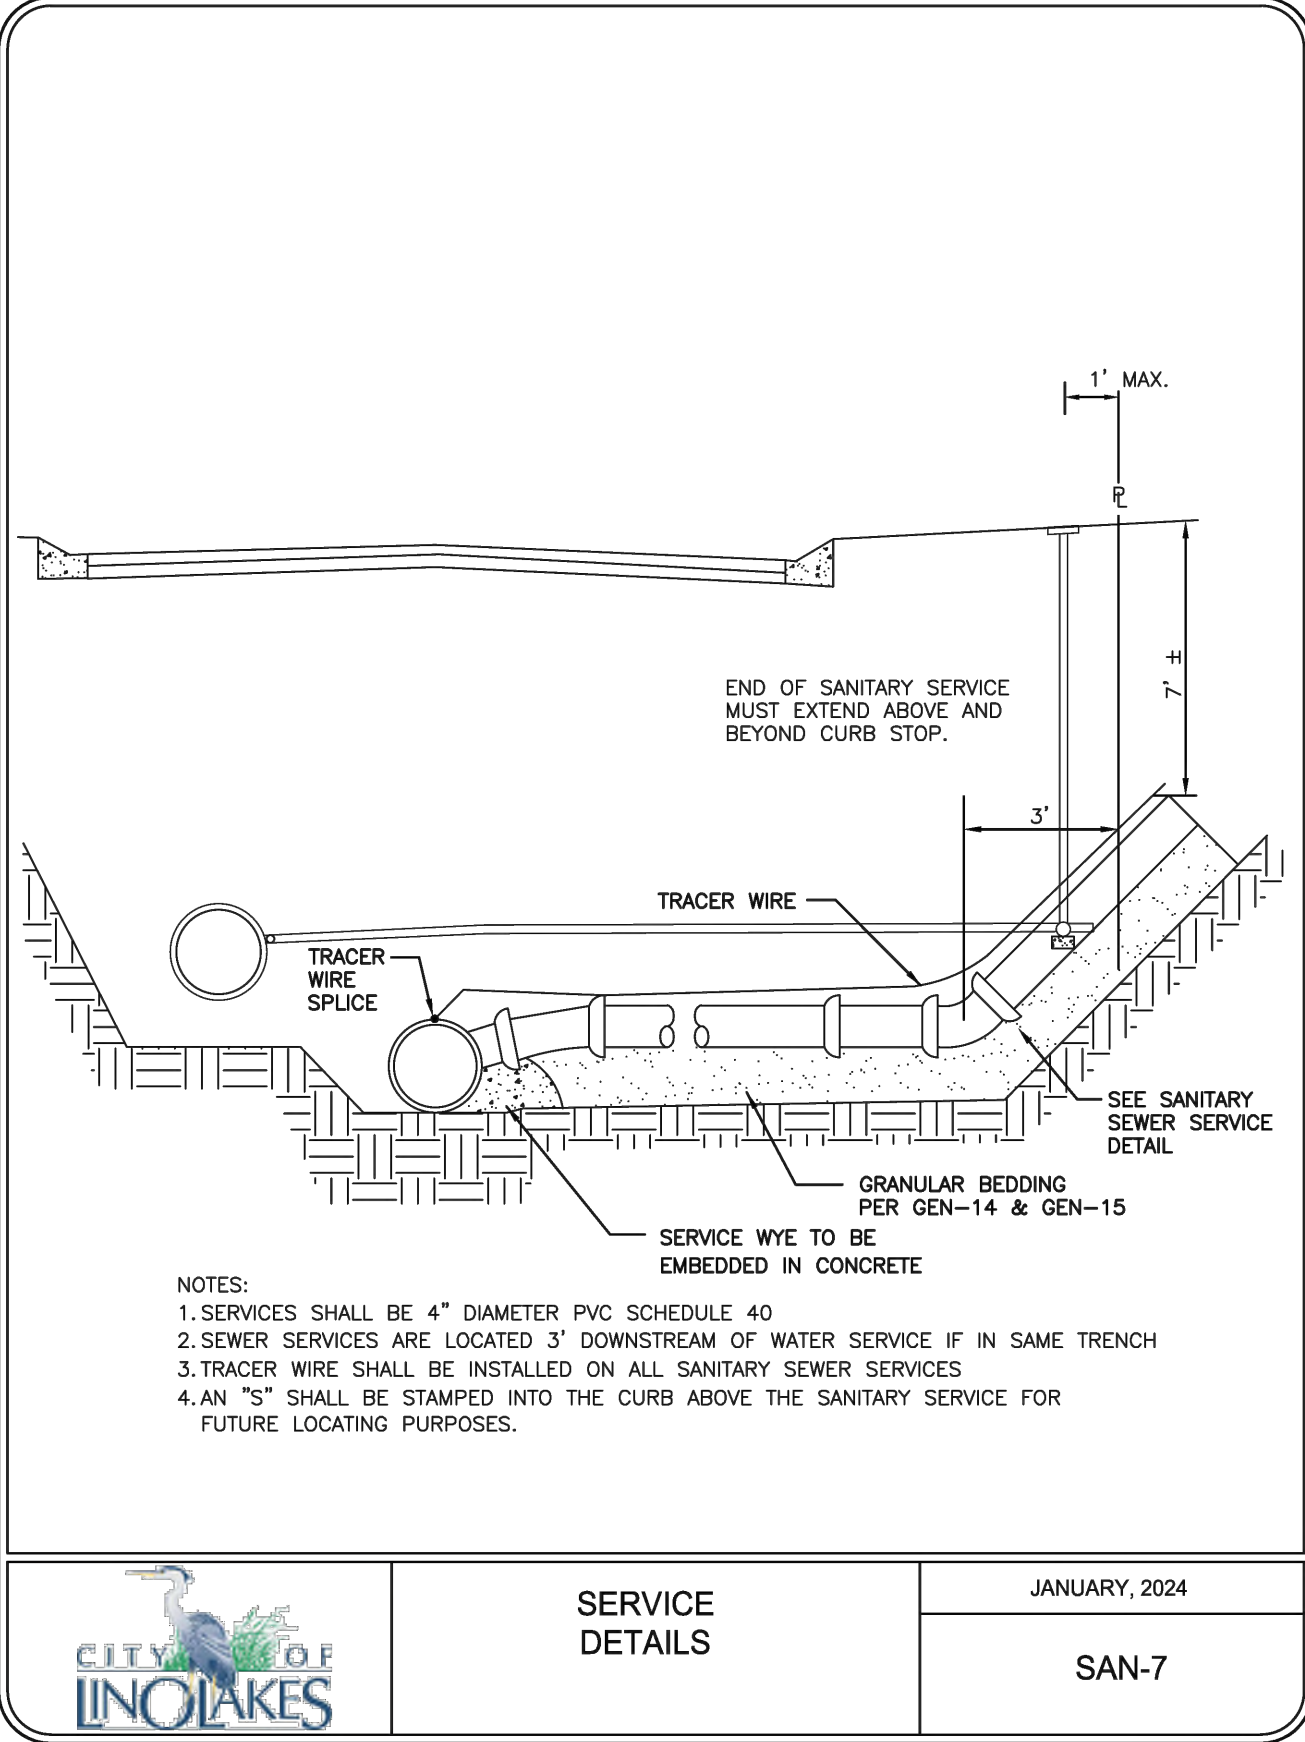 1' MAX.
PL
7' ±
END OF SANITARY SERVICE
MUST EXTEND ABOVE AND
BEYOND CURB STOP.
3'
TRACER WIRE
TRACER
WIRE
SPLICE
SEE SANITARY
SEWER SERVICE
DETAIL
GRANULAR BEDDING
PER GEN-14 & GEN-15
SERVICE WYE TO BE
EMBEDDED IN CONCRETE
NOTES:
1. SERVICES SHALL BE 4" DIAMETER PVC SCHEDULE 40
2. SEWER SERVICES ARE LOCATED 3' DOWNSTREAM OF WATER SERVICE IF IN SAME TRENCH
3. TRACER WIRE SHALL BE INSTALLED ON ALL SANITARY SEWER SERVICES
4. AN "S" SHALL BE STAMPED INTO THE CURB ABOVE THE SANITARY SERVICE FOR
FUTURE LOCATING PURPOSES.
CITY OF
LINO LAKES
SERVICE
DETAILS
JANUARY, 2024
SAN-7